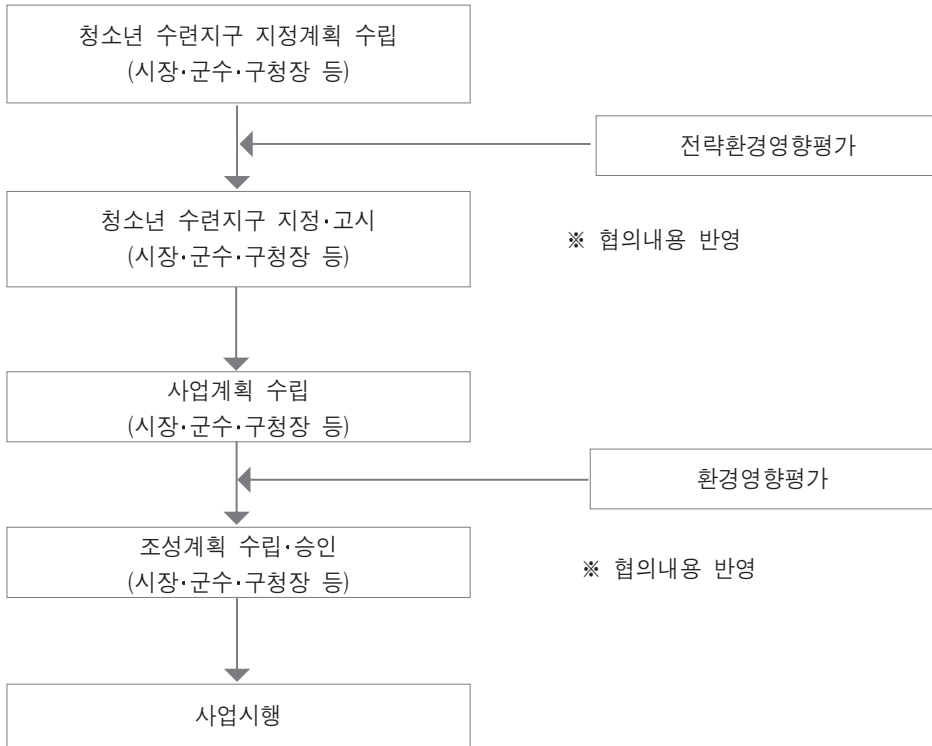 청소년 수련지구 지정계획 수립
(시장·군수·구청장 등)
전략환경영향평가
청소년 수련지구 지정·고시
(시장·군수·구청장 등)
※ 협의내용 반영
사업계획 수립
(시장·군수·구청장 등)
환경영향평가
조성계획 수립·승인
(시장·군수·구청장 등)
※ 협의내용 반영
사업시행